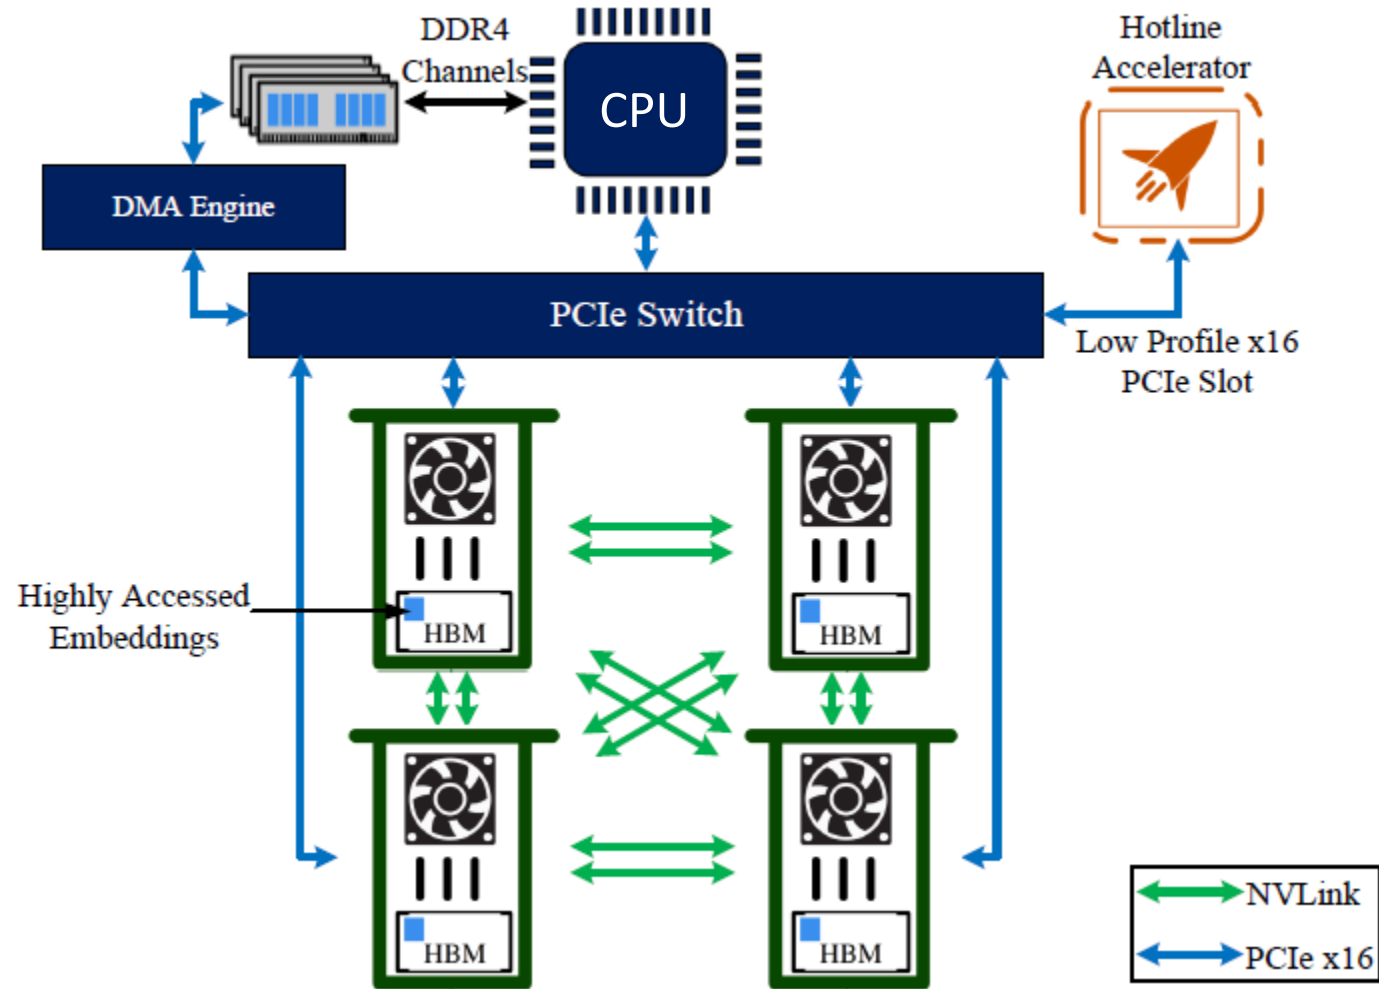 DDR4
Channels
CPU
Hotline
Accelerator
DMA Engine
PCIe Switch
Low Profile x16
PCIe Slot
Highly Accessed
Embeddings
HBM
HBM
HBM
HBM
NVLink
PCIe x16